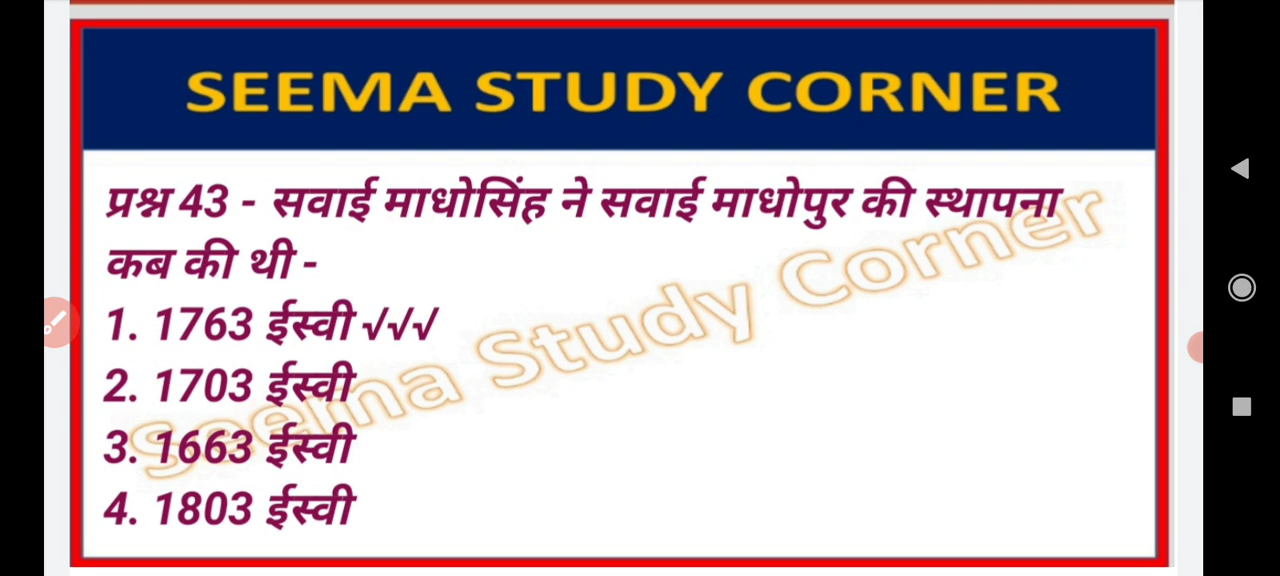 SEEMA STUDY CORNER
प्रश्न 43 - सवाई माधोसिंह ने सवाई माधोपुर की स्थापना
कब की थी -
1. 1763 ईस्वी √√√
2. 1703 ईस्वी
3. 1663 ईस्वी
4. 1803 ईस्वी
Seema Study Corner